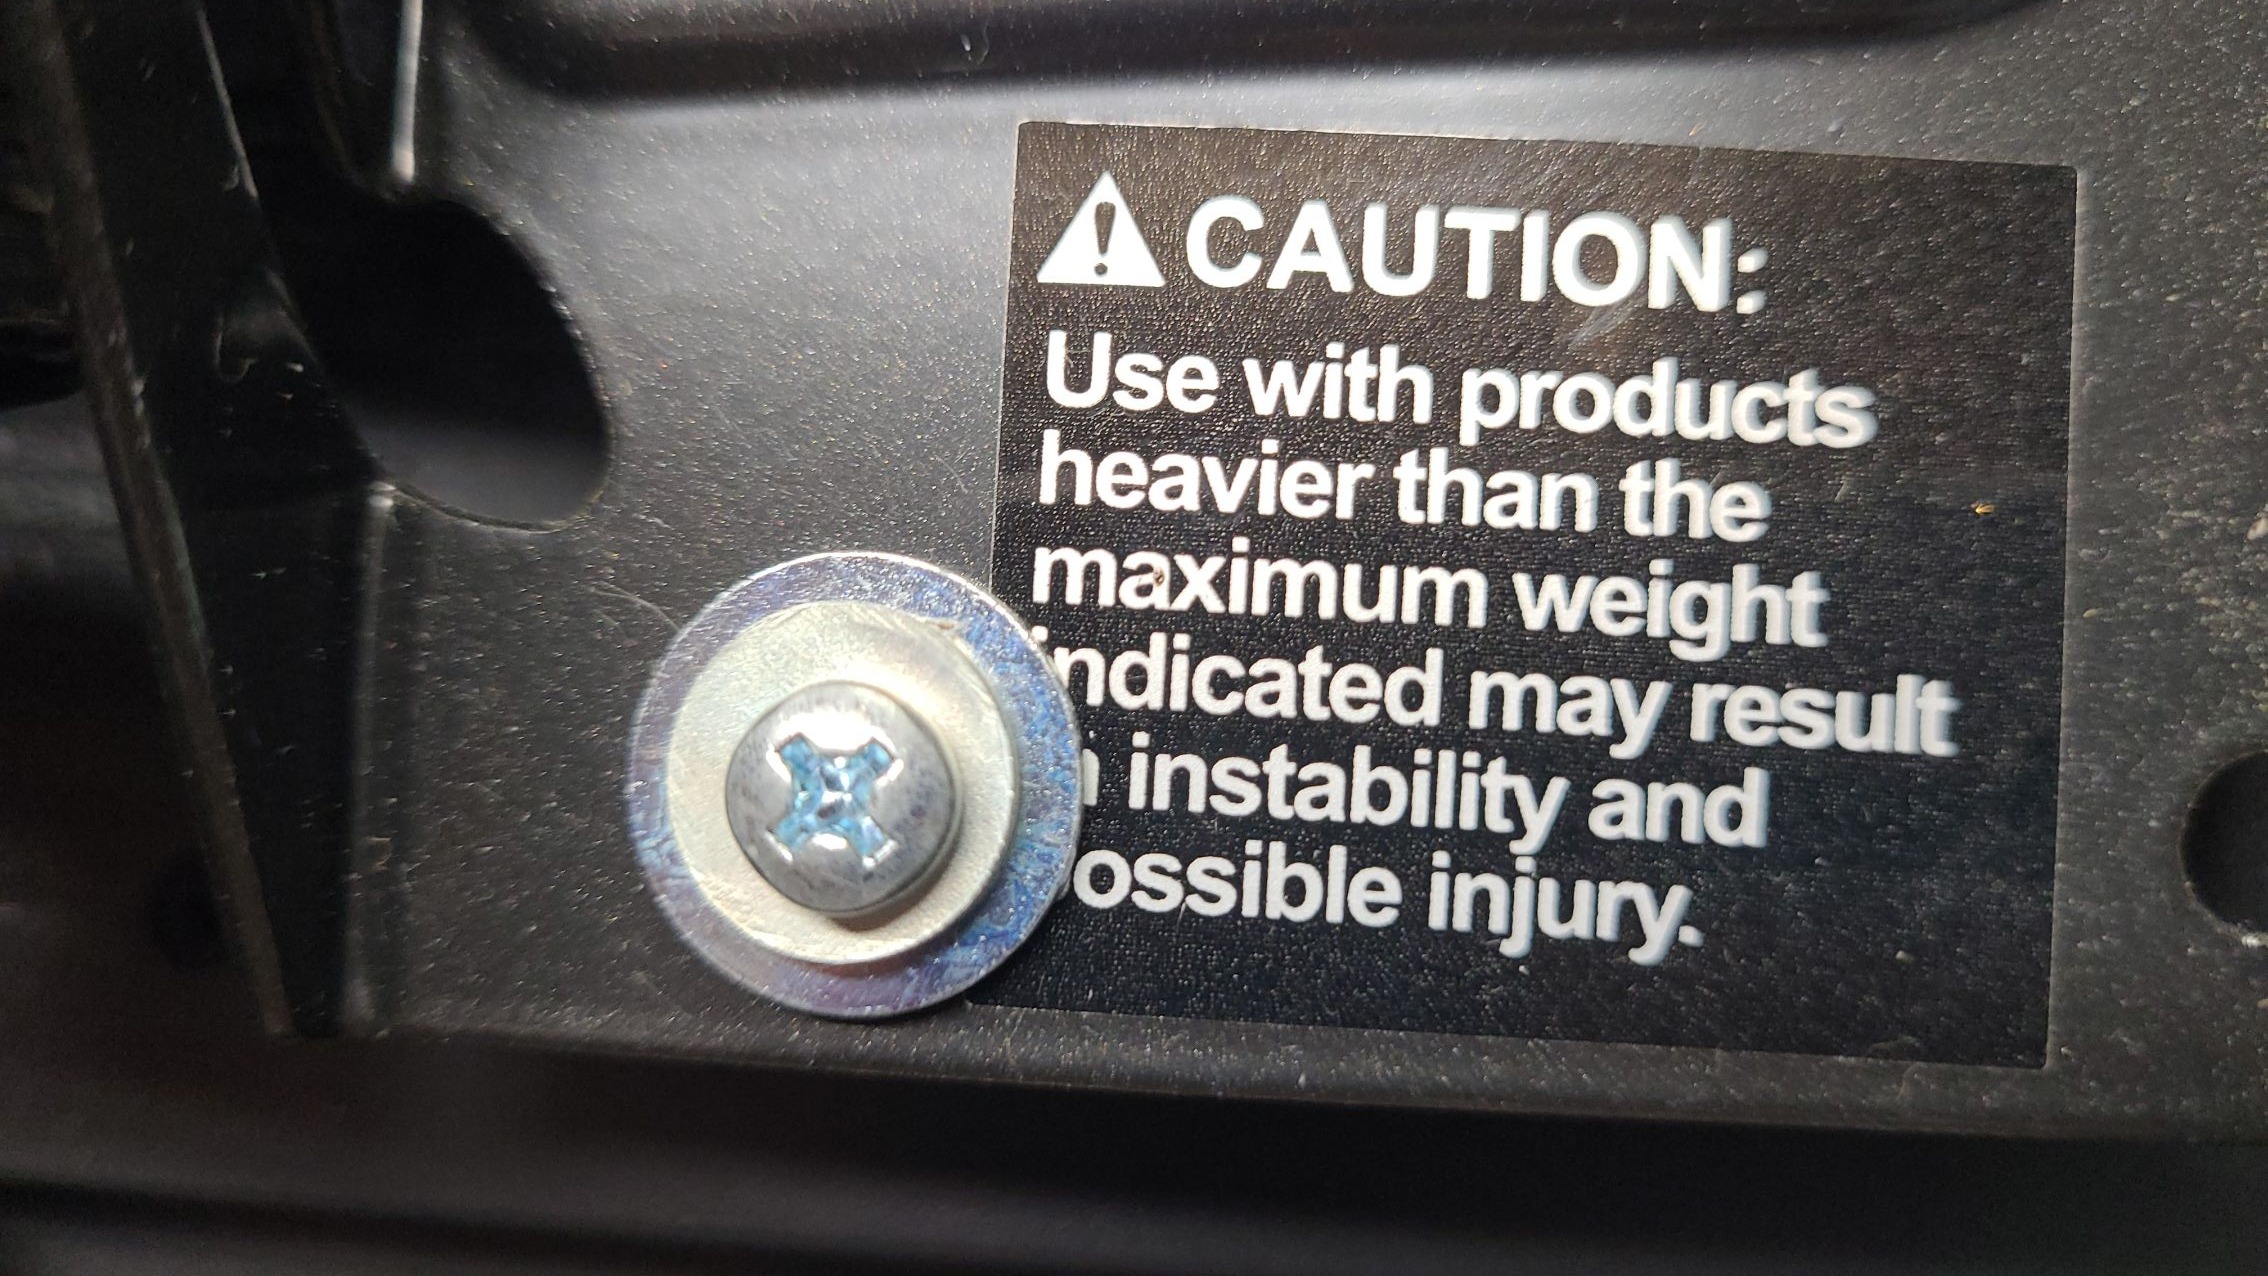 ⚠ CAUTION:
Use with products
heavier than the
maximum weight
indicated may result
n instability and
ossible injury.